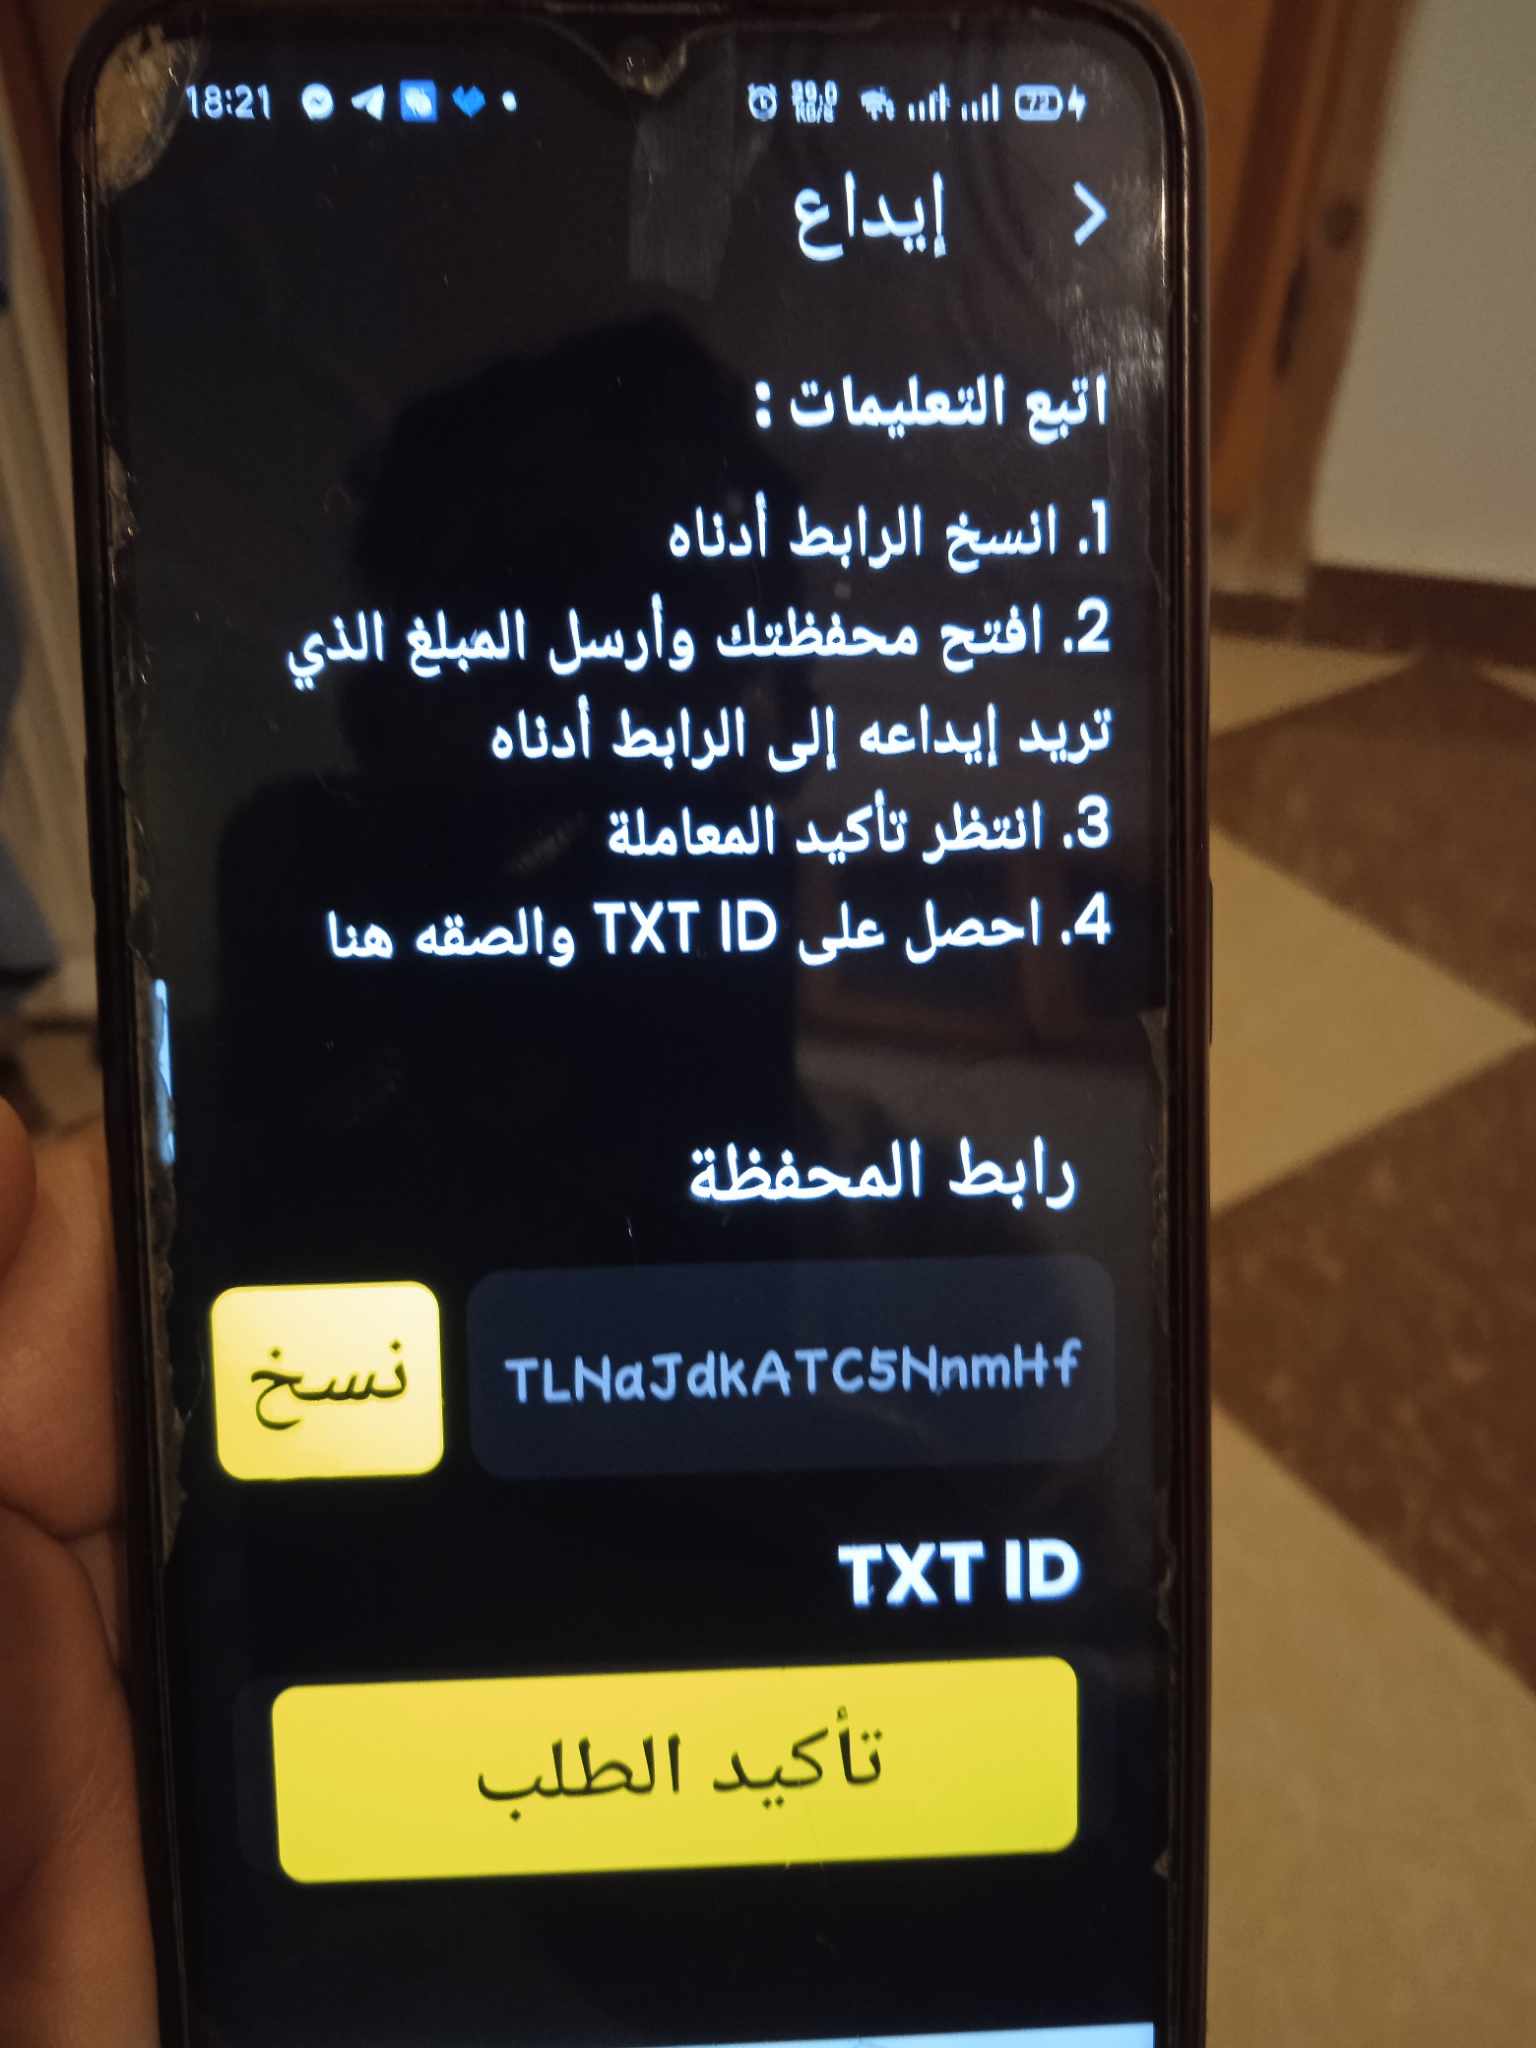 18:21
72
إيداع
اتبع التعليمات :
1. انسخ الرابط أدناه
2. افتح محفظتك وأرسل المبلغ الذي
تريد إيداعه إلى الرابط أدناه
3. انتظر تأكيد المعاملة
4. احصل على TXT ID والصقه هنا
رابط المحفظة
TLNaJdkATC5NnmHf
نسخ
TXT ID
تأكيد الطلب